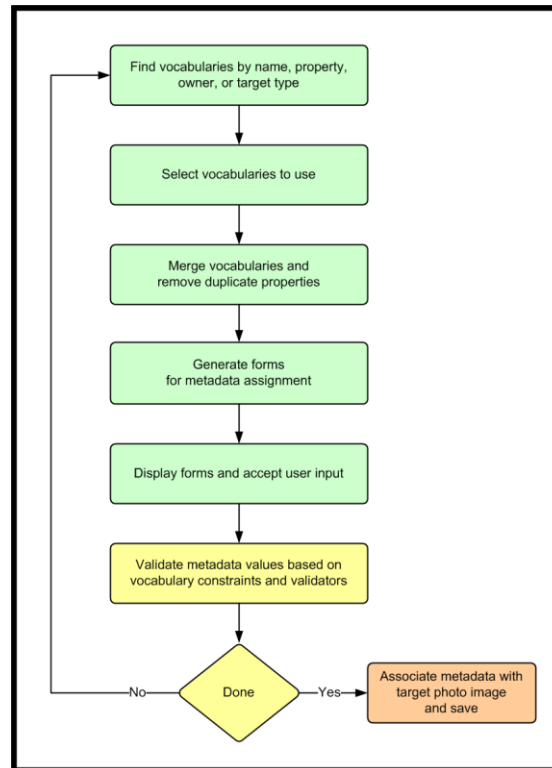 Find vocabularies by name, property,
owner, or target type
Select vocabularies to use
Merge vocabularies and
remove duplicate properties
Generate forms
for metadata assignment
Display forms and accept user input
Validate metadata values based on
vocabulary constraints and validators
No
Done
Yes
Associate metadata with
target photo image
and save